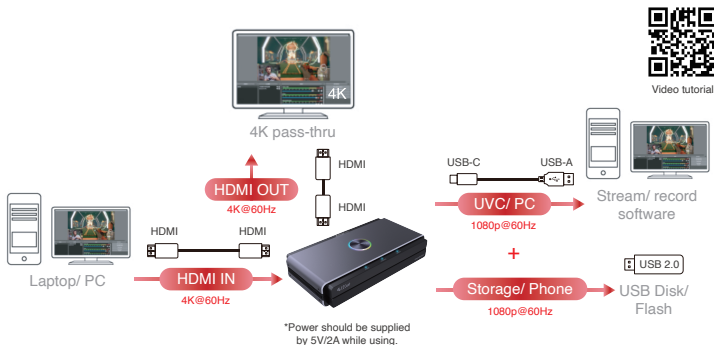 Video tutorial
4K
4K pass-thru
HDMI
HDMI
HDMI OUT
4K@60Hz
USB-C
USB-A
UVC/ PC
1080p@60Hz
Stream/ record
software
HDMI
HDMI
HDMI IN
4K@60Hz
Laptop/ PC
+
Storage/ Phone
1080p@60Hz
USB 2.0
USB Disk/
Flash
*Power should be supplied
by 5V/2A while using.